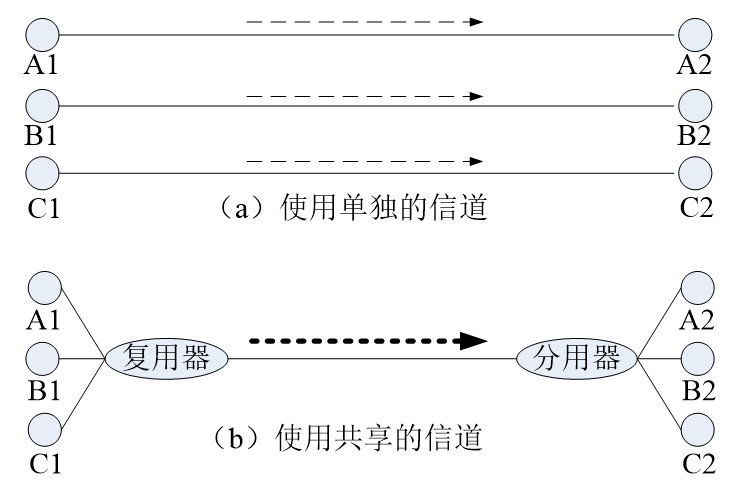 A1 A2
B1 B2
C1 C2
（a）使用单独的信道
A1 A2
复用器 分用器
B1 B2
C1 C2
（b）使用共享的信道